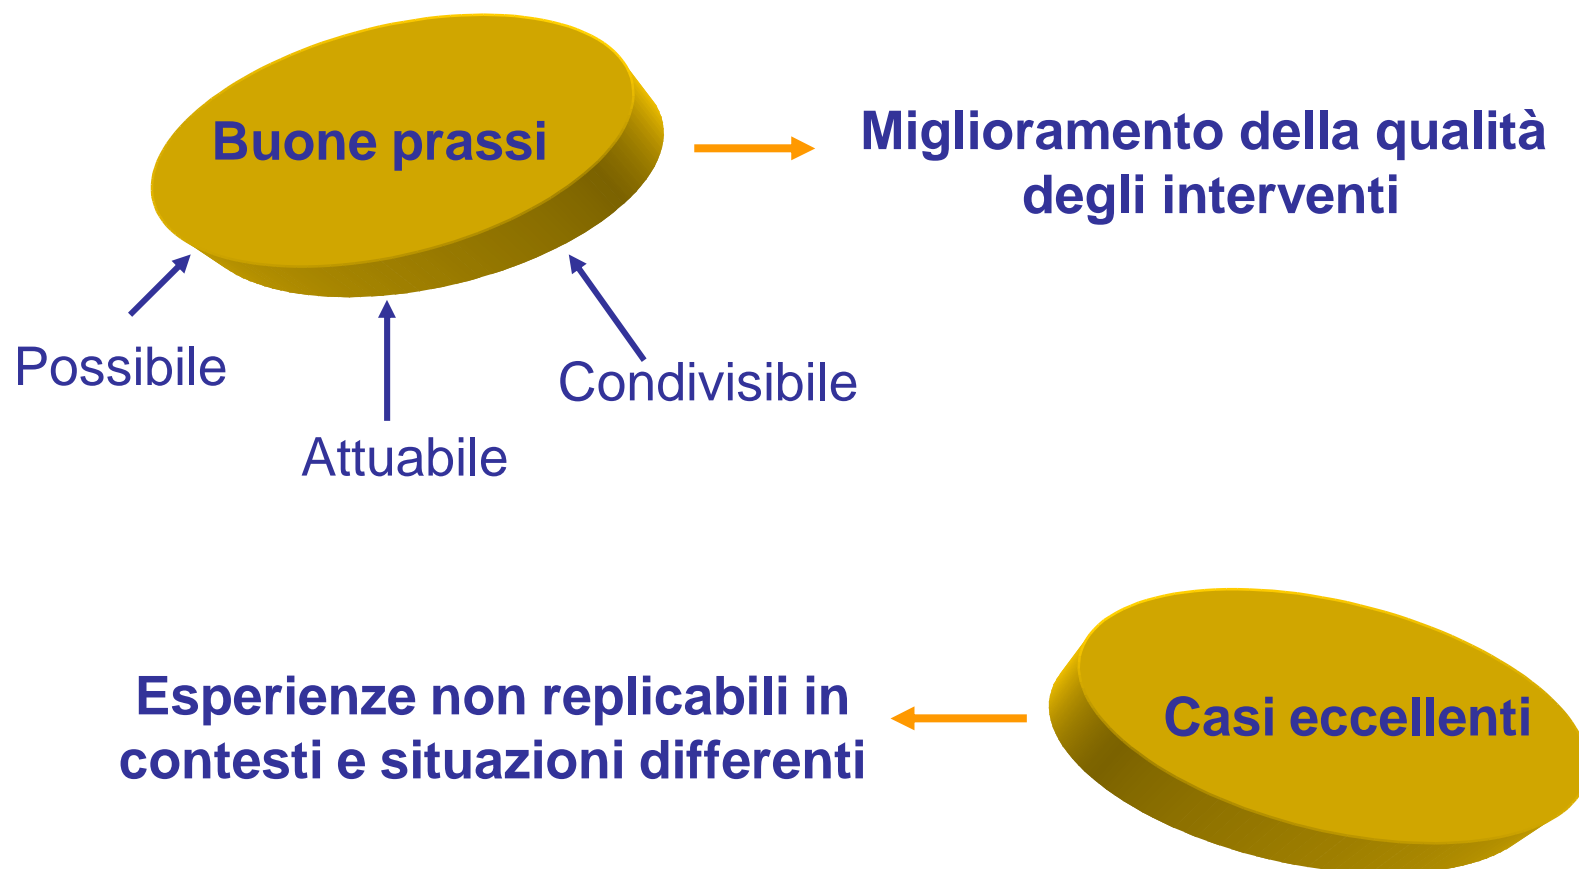 Buone prassi
Miglioramento della qualità
degli interventi
Possibile
Condivisibile
Attuabile
Esperienze non replicabili in
contesti e situazioni differenti
Casi eccellenti